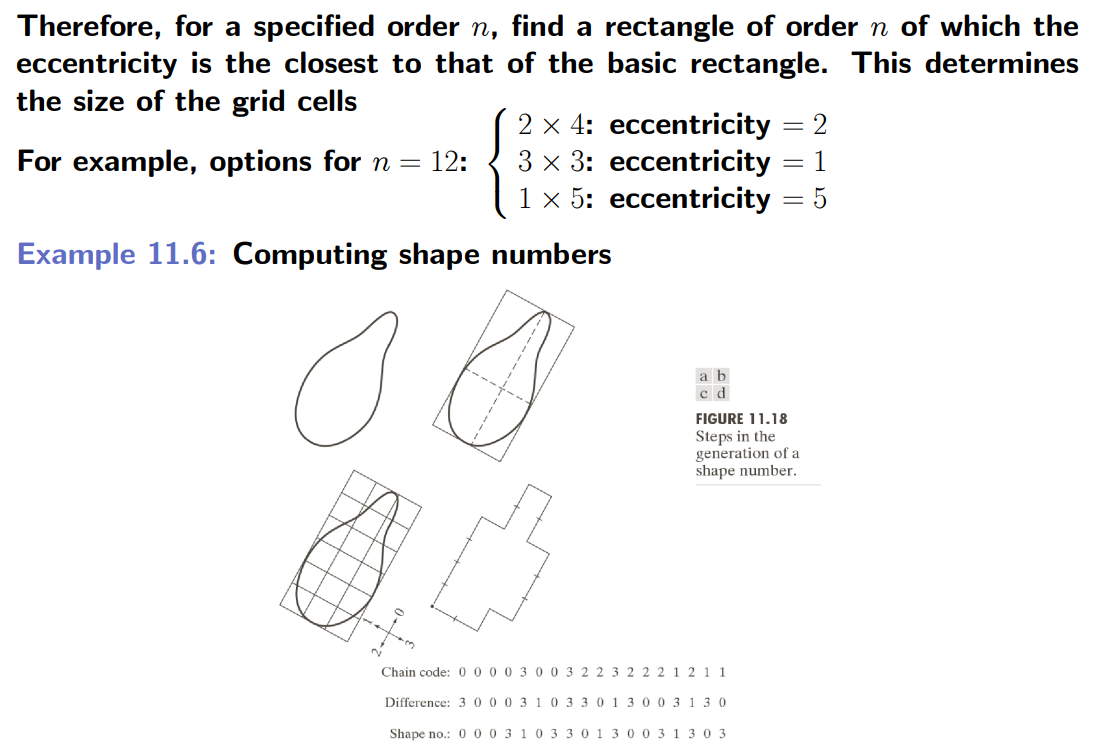 Therefore, for a specified order n, find a rectangle of order n of which the
eccentricity is the closest to that of the basic rectangle. This determines
the size of the grid cells
For example, options for n = 12:
2 × 4: eccentricity = 2
3 × 3: eccentricity = 1
1 × 5: eccentricity = 5
Example 11.6: Computing shape numbers
a b
c d
FIGURE 11.18
Steps in the
generation of a
shape number.
0
1
2
3
Chain code: 0 0 0 0 3 0 0 3 2 2 3 2 2 2 1 2 1 1
Difference: 3 0 0 0 3 1 0 3 3 0 1 3 0 0 3 1 3 0
Shape no.: 0 0 0 3 1 0 3 3 0 1 3 0 0 3 1 3 0 3